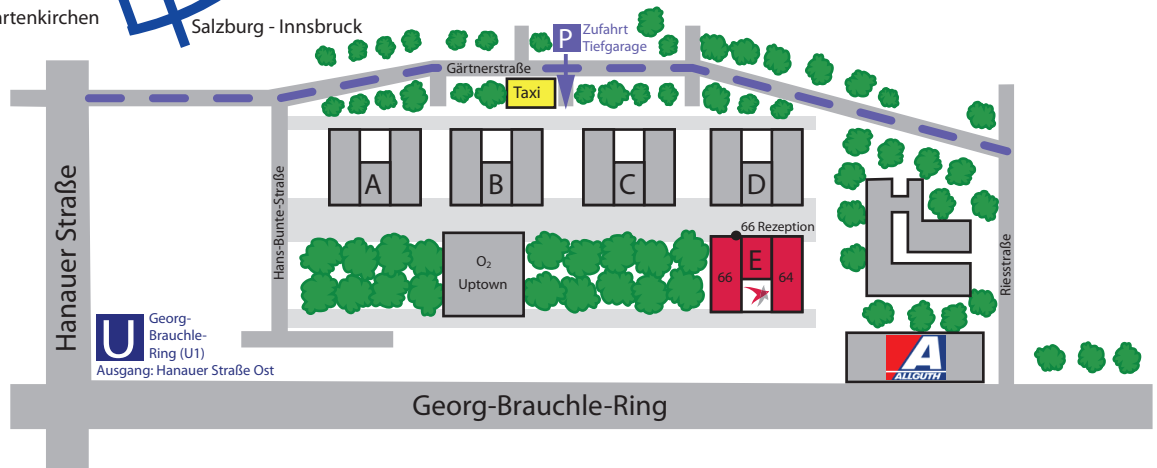 artenkirchen
Salzburg - Innsbruck
P
Zufahrt
Tiefgarage
Gärtnerstraße
Taxi
A
B
C
D
Hanauer Straße
Hans-Bunte-Straße
66 Rezeption
O₂
Uptown
66
E
64
Riesstraße
U
Georg-
Brauchle-
Ring (U1)
Ausgang: Hanauer Straße Ost
A
ALLGUTH
Georg-Brauchle-Ring